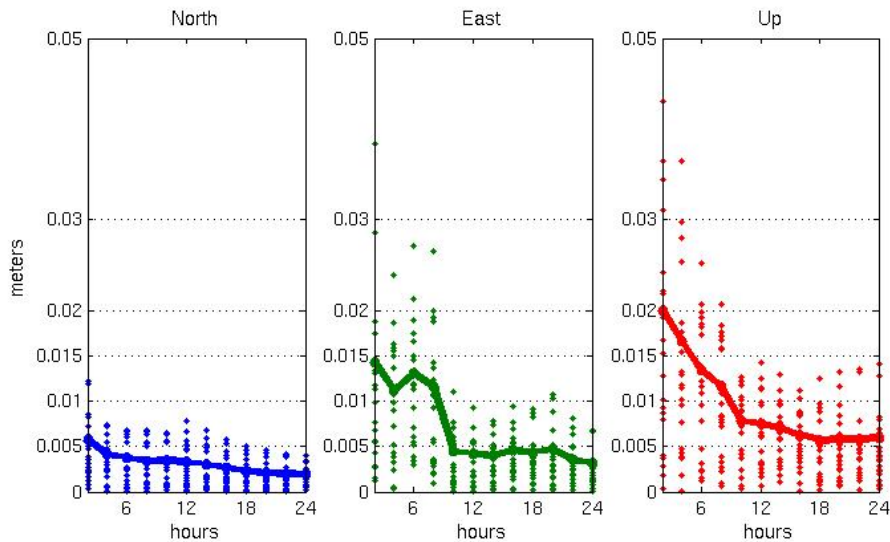 North East Up
0.05 0.05 0.05
0.03 0.03 0.03
meters
0.02 0.02 0.02
0.015 0.015 0.015
0.01 0.01 0.01
0.005 0.005 0.005
0 0 0
6 12 18 24 6 12 18 24 6 12 18 24
hours hours hours